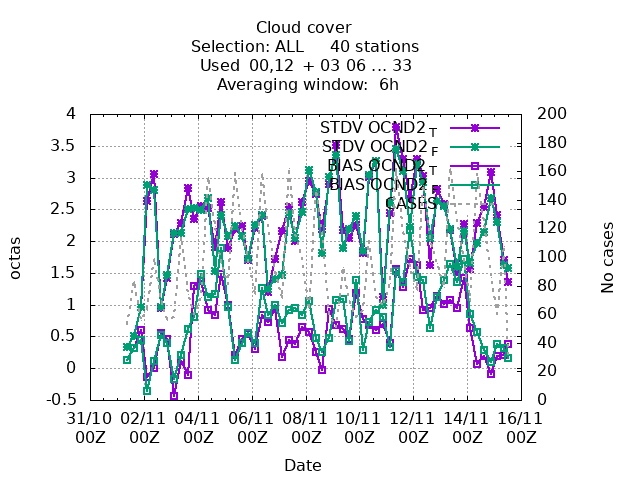 Cloud cover
Selection: ALL 40 stations
Used 00,12 + 03 06 ... 33
Averaging window: 6h
4
3.5
3
2.5
2
1.5
1
0.5
0
-0.5
octas
200
180
160
140
120
100
80
60
40
20
0
No cases
STDV OCND2 T
STDV OCND2 F
BIAS OCND2 T
BIAS OCND2
CASES
31/10 02/11 04/11 06/11 08/11 10/11 12/11 14/11 16/11
00Z 00Z 00Z 00Z 00Z 00Z 00Z 00Z 00Z
Date